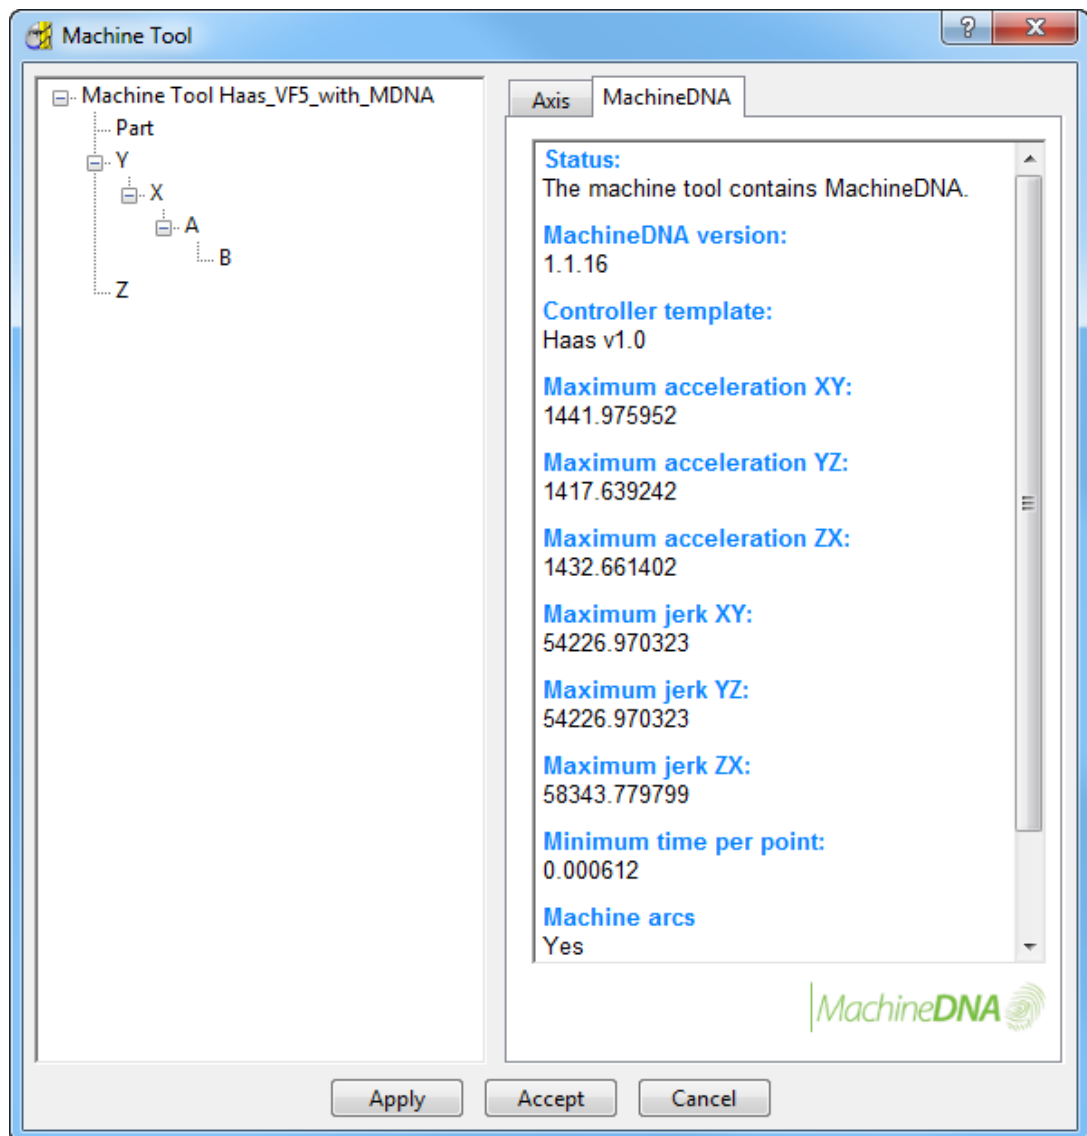 Machine Tool
Machine Tool Haas_VF5_with_MDNA
Part
Y
X
A
B
Z
Axis
MachineDNA
Status:
The machine tool contains MachineDNA.
MachineDNA version:
1.1.16
Controller template:
Haas v1.0
Maximum acceleration XY:
1441.975952
Maximum acceleration YZ:
1417.639242
Maximum acceleration ZX:
1432.661402
Maximum jerk XY:
54226.970323
Maximum jerk YZ:
54226.970323
Maximum jerk ZX:
58343.779799
Minimum time per point:
0.000612
Machine arcs
Yes
MachineDNA
Apply
Accept
Cancel